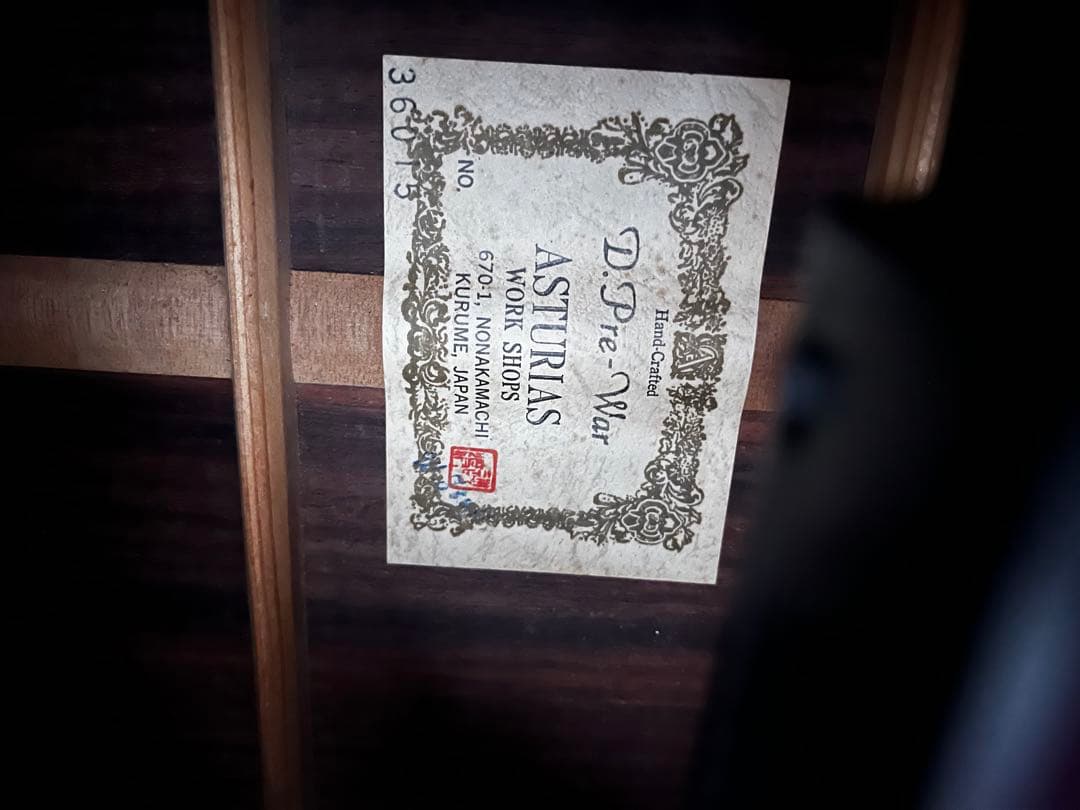 Hand-Crafted
D. Pre-War
ASTURIAS
WORK SHOPS
670-1, NONAKAMACHI
KURUME, JAPAN
NO.
36015